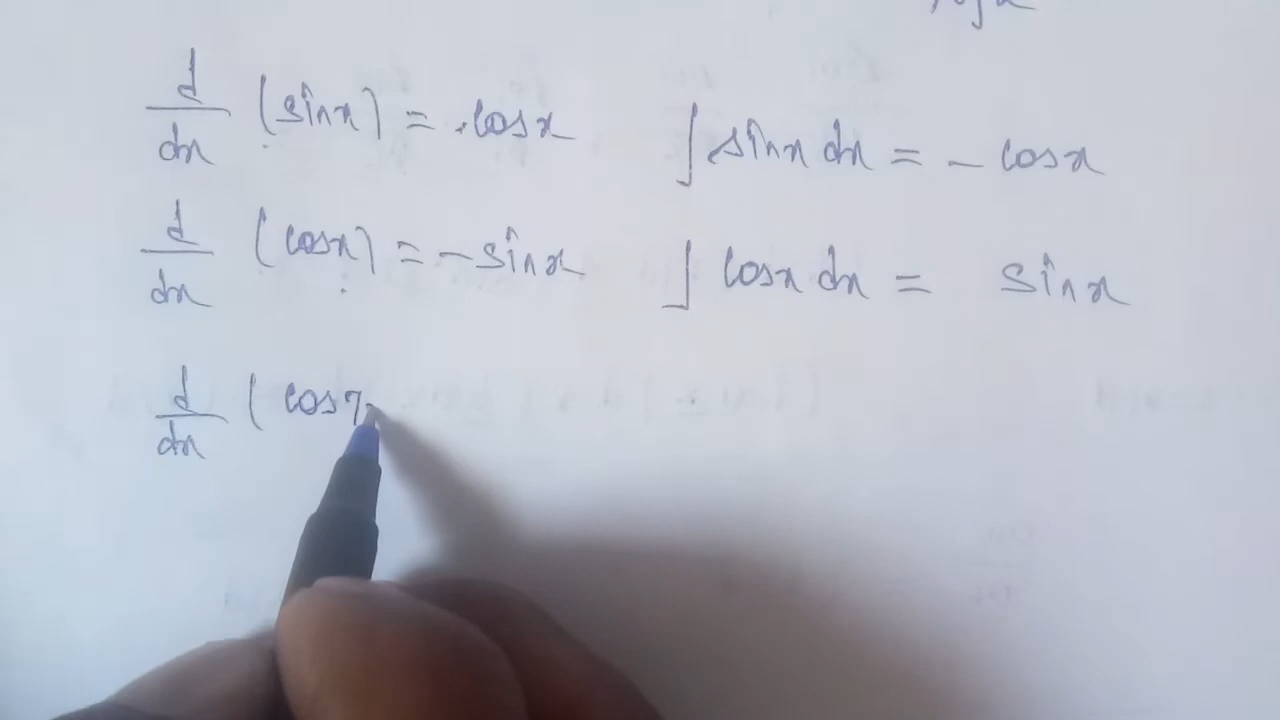 d/dx (sinx) = .cosx ∫ sinx dx = - cosx
d/dx (cosx) = -sinx ∫ cosx dx = sinx
d/dx ( cosx